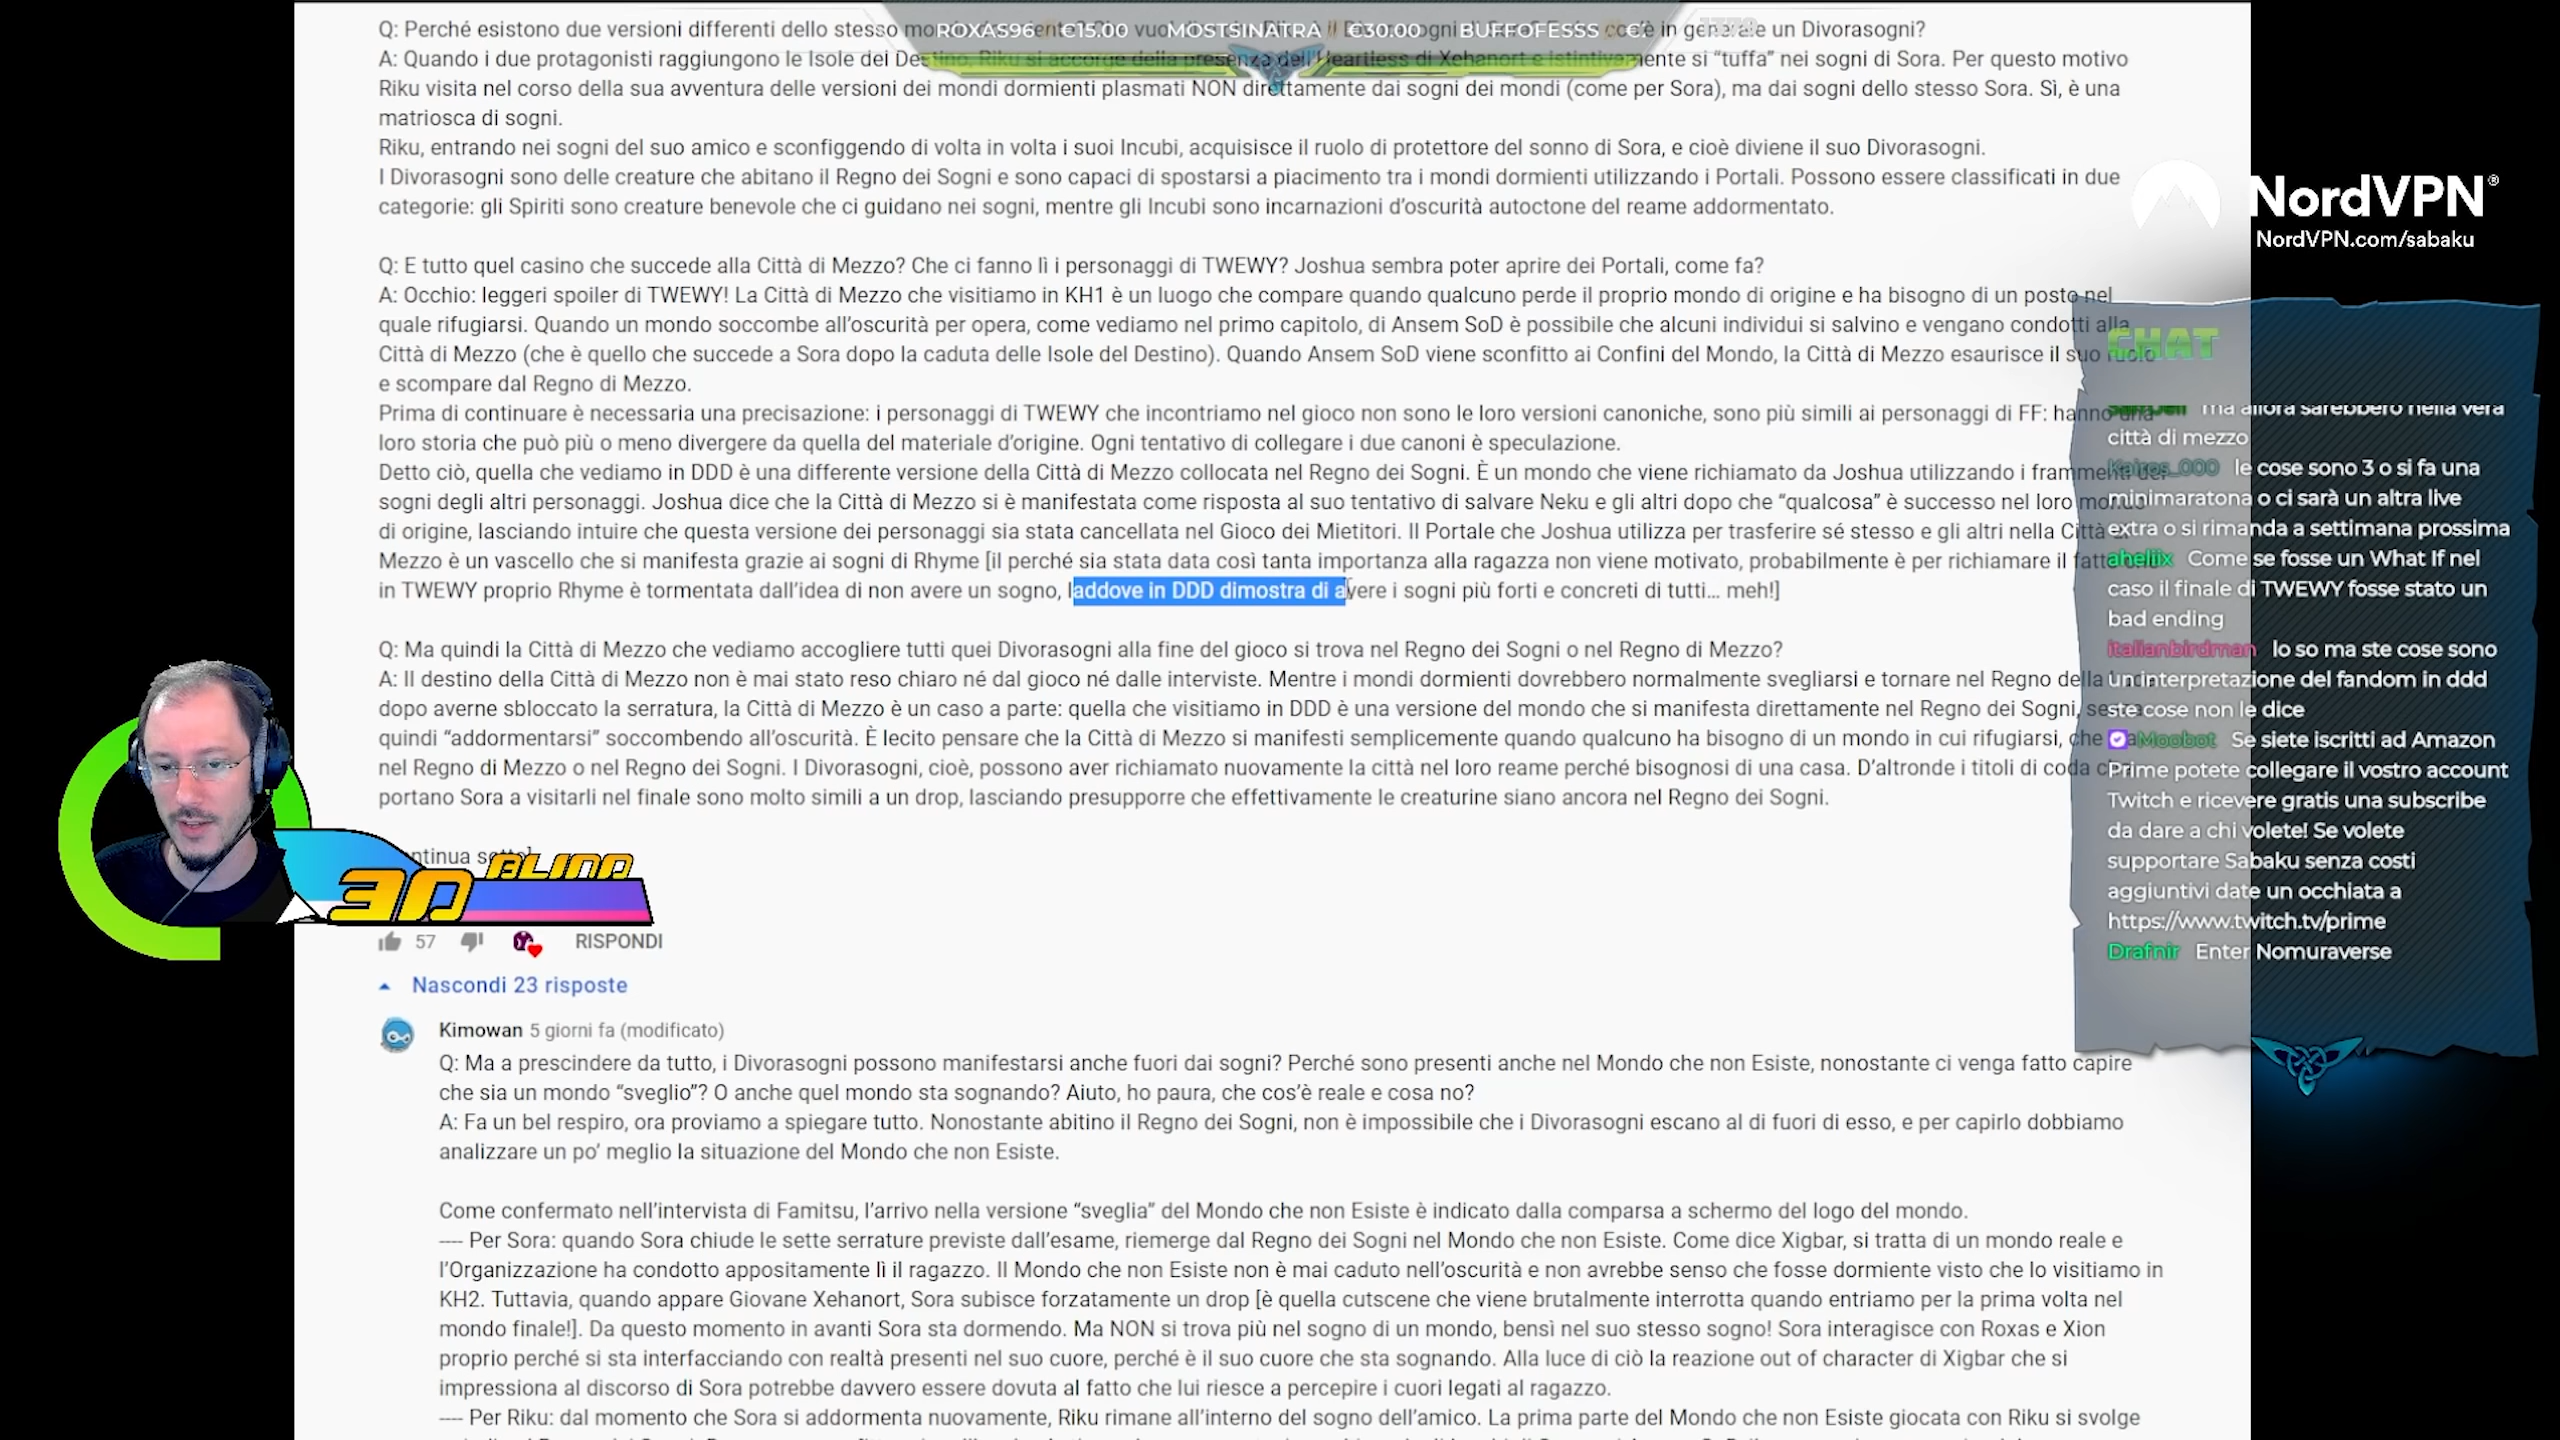 Q: Perché esistono due versioni differenti dello stesso in generale un Divorasogni?
ROXAS96 €15.00 MOSTSINATRA €30.00 BUFFOFESSS
A: Quando i due protagonisti raggiungono le Isole del Destino, Riku si accorge della presenza dell'Heartless di Xehanort e istintivamente si “tuffa” nei sogni di Sora. Per questo motivo
Riku visita nel corso della sua avventura delle versioni dei mondi dormienti plasmati NON direttamente dai sogni dei mondi (come per Sora), ma dai sogni dello stesso Sora. Sì, è una
matriosca di sogni.
Riku, entrando nei sogni del suo amico e sconfiggendo di volta in volta i suoi Incubi, acquisisce il ruolo di protettore del sonno di Sora, e cioè diviene il suo Divorasogni.
I Divorasogni sono delle creature che abitano il Regno dei Sogni e sono capaci di spostarsi a piacimento tra i mondi dormienti utilizzando i Portali. Possono essere classificati in due
categorie: gli Spiriti sono creature benevole che ci guidano nei sogni, mentre gli Incubi sono incarnazioni d’oscurità autoctone del reame addormentato.
Q: E tutto quel casino che succede alla Città di Mezzo? Che ci fanno lì i personaggi di TWEWY? Joshua sembra poter aprire dei Portali, come fa?
A: Occhio: leggeri spoiler di TWEWY! La Città di Mezzo che visitiamo in KH1 è un luogo che compare quando qualcuno perde il proprio mondo di origine e ha bisogno di un posto nel
quale rifugiarsi. Quando un mondo soccombe all’oscurità per opera, come vediamo nel primo capitolo, di Ansem SoD è possibile che alcuni individui si salvino e vengano condotti alla
Città di Mezzo (che è quello che succede a Sora dopo la caduta delle Isole del Destino). Quando Ansem SoD viene sconfitto ai Confini del Mondo, la Città di Mezzo esaurisce il suo ruolo
e scompare dal Regno di Mezzo.
Prima di continuare è necessaria una precisazione: i personaggi di TWEWY che incontriamo nel gioco non sono le loro versioni canoniche, sono più simili ai personaggi di FF: hanno una
loro storia che può più o meno divergere da quella del materiale d’origine. Ogni tentativo di collegare i due canoni è speculazione.
Detto ciò, quella che vediamo in DDD è una differente versione della Città di Mezzo collocata nel Regno dei Sogni. È un mondo che viene richiamato da Joshua utilizzando i frammenti dei
sogni degli altri personaggi. Joshua dice che la Città di Mezzo si è manifestata come risposta al suo tentativo di salvare Neku e gli altri dopo che “qualcosa” è successo nel loro mondo
di origine, lasciando intuire che questa versione dei personaggi sia stata cancellata nel Gioco dei Mietitori. Il Portale che Joshua utilizza per trasferire sé stesso e gli altri nella Città
Mezzo è un vascello che si manifesta grazie ai sogni di Rhyme [il perché sia stata data così tanta importanza alla ragazza non viene motivato, probabilmente è per richiamare il fatto che
in TWEWY proprio Rhyme è tormentata dall’idea di non avere un sogno, laddove in DDD dimostra di avere i sogni più forti e concreti di tutti... meh!]
Q: Ma quindi la Città di Mezzo che vediamo accogliere tutti quei Divorasogni alla fine del gioco si trova nel Regno dei Sogni o nel Regno di Mezzo?
A: Il destino della Città di Mezzo non è mai stato reso chiaro né dal gioco né dalle interviste. Mentre i mondi dormienti dovrebbero normalmente svegliarsi e tornare nel Regno della
dopo averne sbloccato la serratura, la Città di Mezzo è un caso a parte: quella che visitiamo in DDD è una versione del mondo che si manifesta direttamente nel Regno dei Sogni,
quindi “addormentarsi” soccombendo all’oscurità. È lecito pensare che la Città di Mezzo si manifesti semplicemente quando qualcuno ha bisogno di un mondo in cui rifugiarsi, che
nel Regno di Mezzo o nel Regno dei Sogni. I Divorasogni, cioè, possono aver richiamato nuovamente la città nel loro reame perché bisognosi di una casa. D’altronde i titoli di coda
portano Sora a visitarli nel finale sono molto simili a un drop, lasciando presupporre che effettivamente le creaturine siano ancora nel Regno dei Sogni.
57 RISPONDI
Nascondi 23 risposte
Kimowan 5 giorni fa (modificato)
Q: Ma a prescindere da tutto, i Divorasogni possono manifestarsi anche fuori dai sogni? Perché sono presenti anche nel Mondo che non Esiste, nonostante ci venga fatto capire
che sia un mondo “sveglio”? O anche quel mondo sta sognando? Aiuto, ho paura, che cos’è reale e cosa no?
A: Fa un bel respiro, ora proviamo a spiegare tutto. Nonostante abitino il Regno dei Sogni, non è impossibile che i Divorasogni escano al di fuori di esso, e per capirlo dobbiamo
analizzare un po’ meglio la situazione del Mondo che non Esiste.
Come confermato nell’intervista di Famitsu, l’arrivo nella versione “sveglia” del Mondo che non Esiste è indicato dalla comparsa a schermo del logo del mondo.
---- Per Sora: quando Sora chiude le sette serrature previste dall’esame, riemerge dal Regno dei Sogni nel Mondo che non Esiste. Come dice Xigbar, si tratta di un mondo reale e
l’Organizzazione ha condotto appositamente lì il ragazzo. Il Mondo che non Esiste non è mai caduto nell’oscurità e non avrebbe senso che fosse dormiente visto che lo visitiamo in
KH2. Tuttavia, quando appare Giovane Xehanort, Sora subisce forzatamente un drop [è quella cutscene che viene brutalmente interrotta quando entriamo per la prima volta nel
mondo finale!]. Da questo momento in avanti Sora sta dormendo. Ma NON si trova più nel sogno di un mondo, bensì nel suo stesso sogno! Sora interagisce con Roxas e Xion
proprio perché si sta interfacciando con realtà presenti nel suo cuore, perché è il suo cuore che sta sognando. Alla luce di ciò la reazione out of character di Xigbar che si
impressiona al discorso di Sora potrebbe davvero essere dovuta al fatto che lui riesce a percepire i cuori legati al ragazzo.
---- Per Riku: dal momento che Sora si addormenta nuovamente, Riku rimane all’interno del sogno dell’amico. La prima parte del Mondo che non Esiste giocata con Riku si svolge
3D BLIND
NordVPN®
NordVPN.com/sabaku
CHAT
ma allora sarebbero nella vera
città di mezzo
Kairos_000 le cose sono 3 o si fa una
minimaratona o ci sarà un altra live
extra o si rimanda a settimana prossima
aheliix Come se fosse un What If nel
caso il finale di TWEWY fosse stato un
bad ending
italianbirdman lo so ma ste cose sono
un interpretazione del fandom in ddd
ste cose non le dice
Moobot Se siete iscritti ad Amazon
Prime potete collegare il vostro account
Twitch e ricevere gratis una subscribe
da dare a chi volete! Se volete
supportare Sabaku senza costi
aggiuntivi date un occhiata a
https://www.twitch.tv/prime
Drafnir Enter Nomuraverse